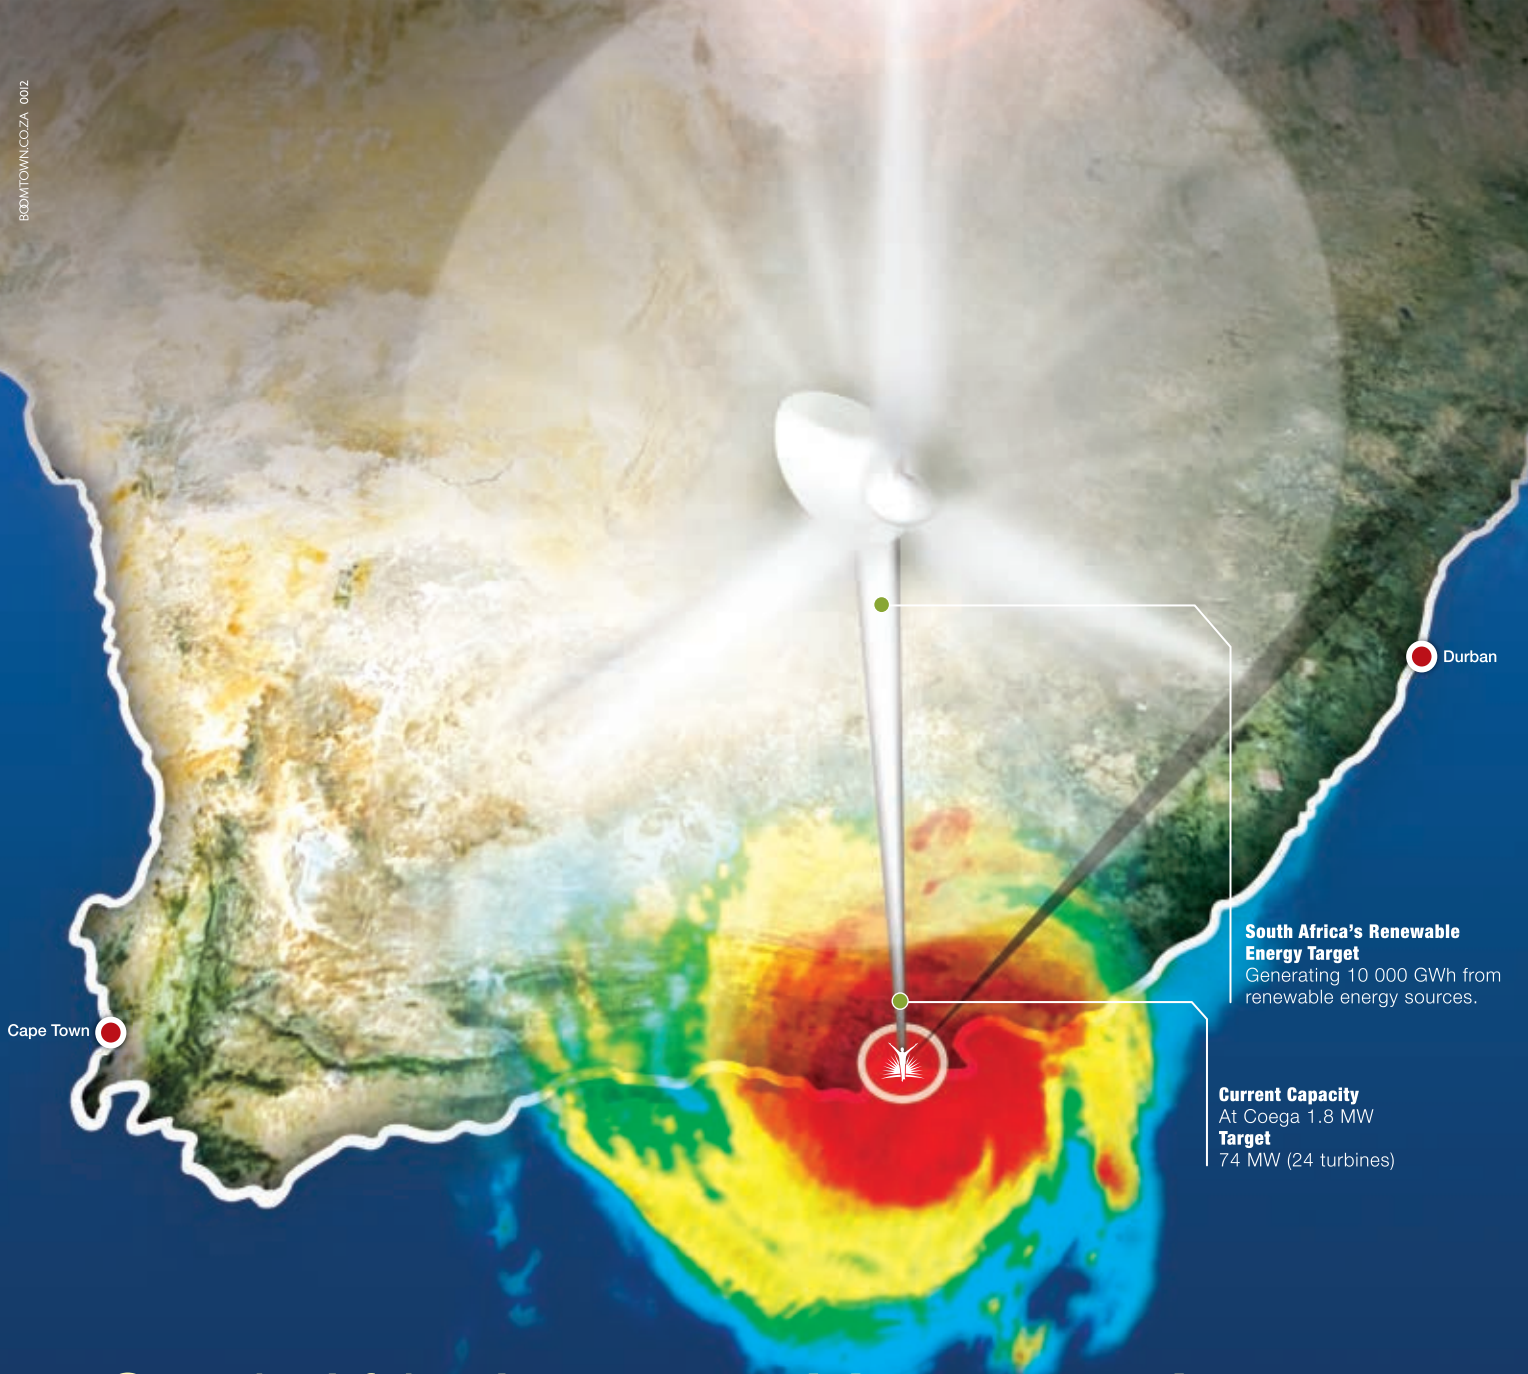 BOOMTOWN.CO.ZA 0012
Durban
South Africa's Renewable
Energy Target
Generating 10 000 GWh from
renewable energy sources.
Cape Town
Current Capacity
At Coega 1.8 MW
Target
74 MW (24 turbines)